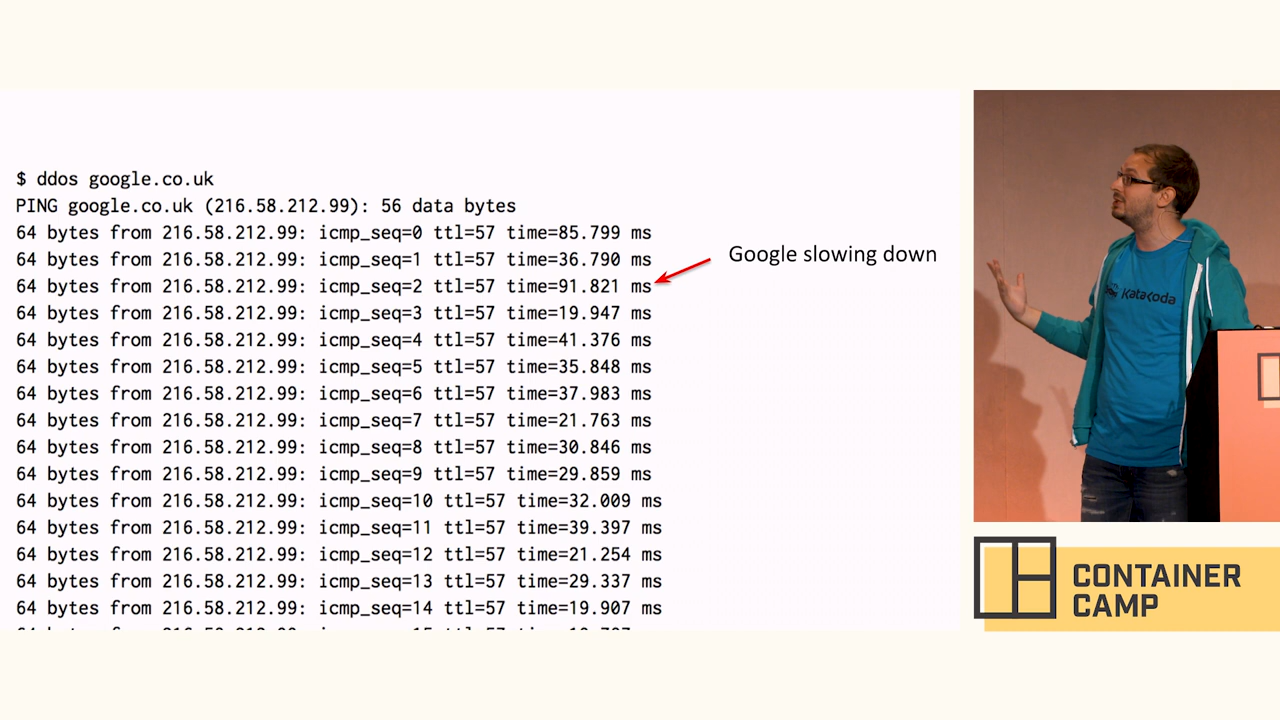 $ ddos google.co.uk
PING google.co.uk (216.58.212.99): 56 data bytes
64 bytes from 216.58.212.99: icmp_seq=0 ttl=57 time=85.799 ms
64 bytes from 216.58.212.99: icmp_seq=1 ttl=57 time=36.790 ms
64 bytes from 216.58.212.99: icmp_seq=2 ttl=57 time=91.821 ms
64 bytes from 216.58.212.99: icmp_seq=3 ttl=57 time=19.947 ms
64 bytes from 216.58.212.99: icmp_seq=4 ttl=57 time=41.376 ms
64 bytes from 216.58.212.99: icmp_seq=5 ttl=57 time=35.848 ms
64 bytes from 216.58.212.99: icmp_seq=6 ttl=57 time=37.983 ms
64 bytes from 216.58.212.99: icmp_seq=7 ttl=57 time=21.763 ms
64 bytes from 216.58.212.99: icmp_seq=8 ttl=57 time=30.846 ms
64 bytes from 216.58.212.99: icmp_seq=9 ttl=57 time=29.859 ms
64 bytes from 216.58.212.99: icmp_seq=10 ttl=57 time=32.009 ms
64 bytes from 216.58.212.99: icmp_seq=11 ttl=57 time=39.397 ms
64 bytes from 216.58.212.99: icmp_seq=12 ttl=57 time=21.254 ms
64 bytes from 216.58.212.99: icmp_seq=13 ttl=57 time=29.337 ms
64 bytes from 216.58.212.99: icmp_seq=14 ttl=57 time=19.907 ms
Google slowing down
Katacoda
CONTAINER
CAMP